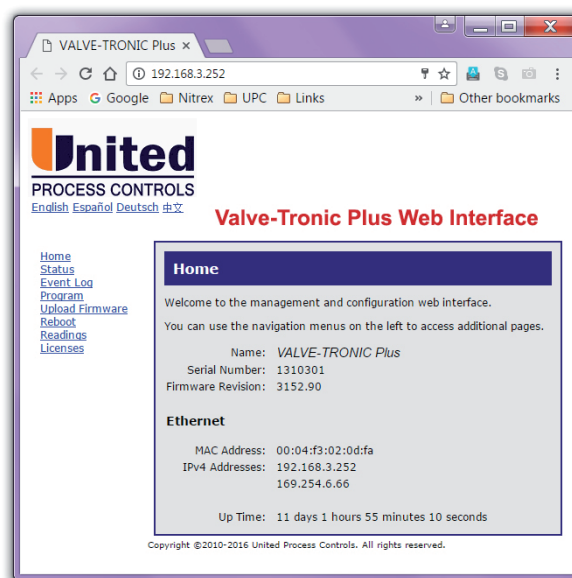 VALVE-TRONIC Plus
192.168.3.252
Apps Google Nitrex UPC Links » Other bookmarks
United
PROCESS CONTROLS
English Español Deutsch 中文
Valve-Tronic Plus Web Interface
Home
Status
Event Log
Program
Upload Firmware
Reboot
Readings
Licenses
Home
Welcome to the management and configuration web interface.
You can use the navigation menus on the left to access additional pages.
Name: VALVE-TRONIC Plus
Serial Number: 1310301
Firmware Revision: 3152.90
Ethernet
MAC Address: 00:04:f3:02:0d:fa
IPv4 Addresses: 192.168.3.252
169.254.6.66
Up Time: 11 days 1 hours 55 minutes 10 seconds
Copyright ©2010-2016 United Process Controls. All rights reserved.